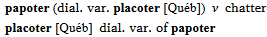 papoter (dial. var. placoter [Québ]) v chatter
placoter [Québ] dial. var. of papoter